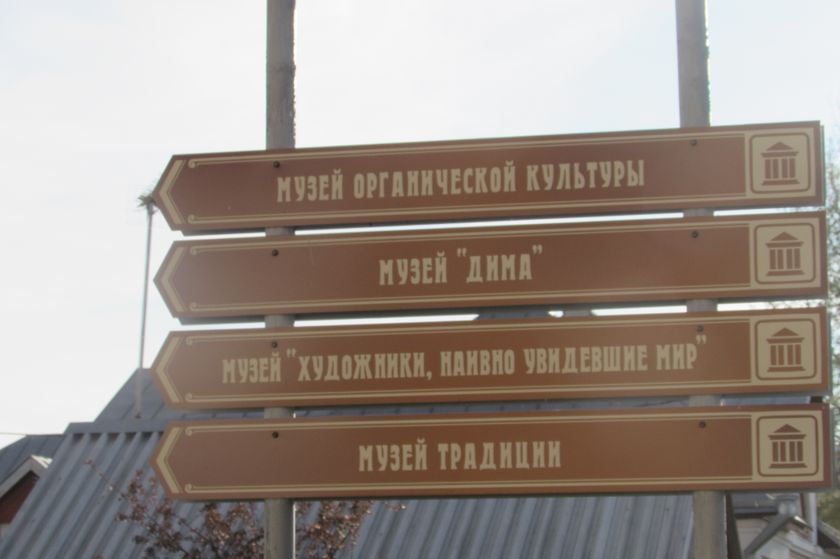 МУЗЕЙ ОРГАНИЧЕСКОЙ КУЛЬТУРЫ
МУЗЕЙ "ДИМА"
МУЗЕЙ "ХУДОЖНИКИ, НАИВНО УВИДЕВШИЕ МИР"
МУЗЕЙ ТРАДИЦИИ